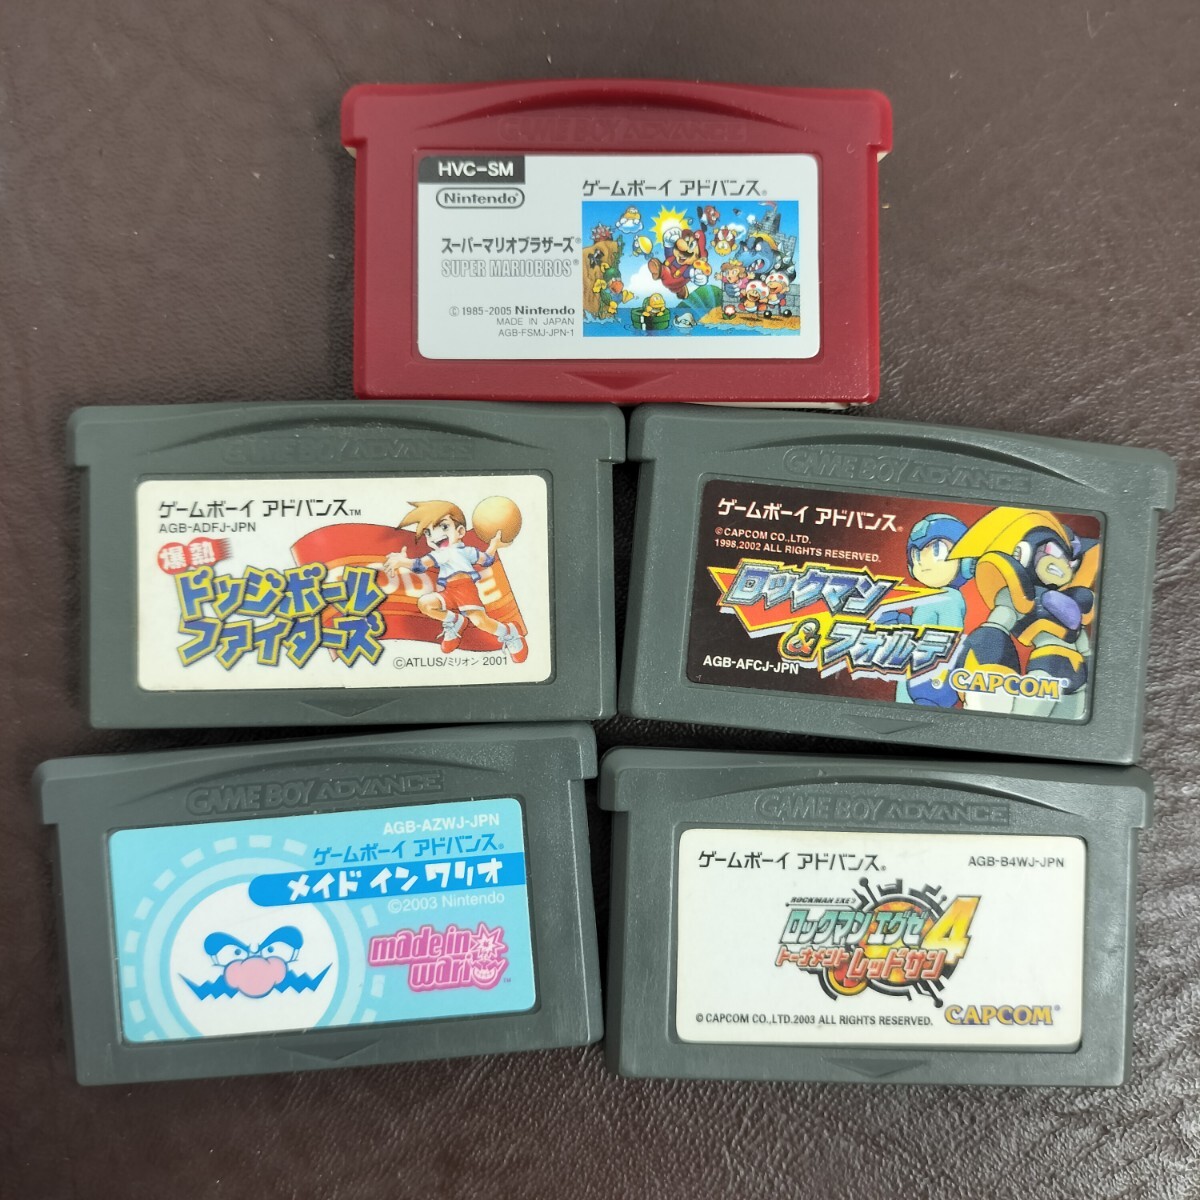 GAME BOY ADVANCE
HVC-SM
Nintendo
ゲームボーイ アドバンス®
スーパーマリオブラザーズ®
SUPER MARIOBROS®
© 1985-2005 Nintendo
MADE IN JAPAN
AGB-FSMJ-JPN-1
GAME BOY ADVANCE
ゲームボーイ アドバンス™
AGB-ADFJ-JPN
爆熱
ドッジボール
ファイターズ
©ATLUS/ミリオン 2001
GAME BOY ADVANCE
ゲームボーイ アドバンス®
©CAPCOM CO.,LTD.
1998,2002 ALL RIGHTS RESERVED.
ロックマン
&フォルテ
AGB-AFCJ-JPN
CAPCOM®
GAME BOY ADVANCE
AGB-AZWJ-JPN
ゲームボーイ アドバンス®
メイド イン ワリオ
©2003 Nintendo
made in
wario™
GAME BOY ADVANCE
ゲームボーイ アドバンス®
AGB-B4WJ-JPN
ROCKMAN EXE
ロックマン エグゼ 4
トーナメント レッドサン
© CAPCOM CO.,LTD.2003 ALL RIGHTS RESERVED.
CAPCOM®